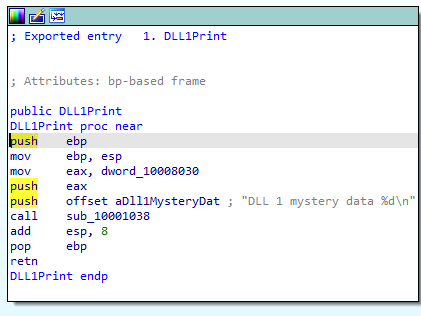 ; Exported entry   1. DLL1Print
; Attributes: bp-based frame
public DLL1Print
DLL1Print proc near
push    ebp
mov     ebp, esp
mov     eax, dword_10008030
push    eax
push    offset aDll1MysteryDat ; "DLL 1 mystery data %d\n"
call    sub_10001038
add     esp, 8
pop     ebp
retn
DLL1Print endp